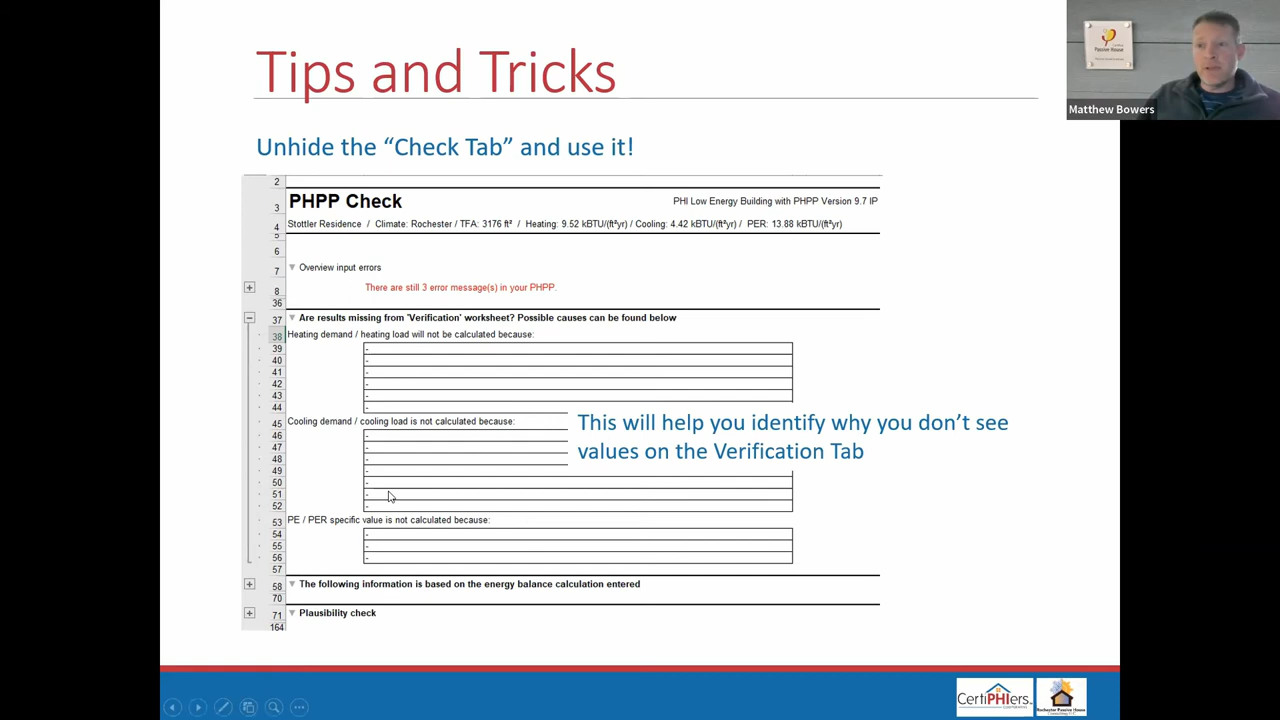 Tips and Tricks
Passive House
Matthew Bowers
Unhide the “Check Tab” and use it!
2
3 PHPP Check PHI Low Energy Building with PHPP Version 9.7 IP
4 Stottler Residence / Climate: Rochester / TFA: 3176 ft² / Heating: 9.52 kBTU/(ft²yr) / Cooling: 4.42 kBTU/(ft²yr) / PER: 13.88 kBTU/(ft²yr)
5
6
7 Overview input errors
8 There are still 3 error message(s) in your PHPP.
36
37 Are results missing from 'Verification' worksheet? Possible causes can be found below
38 Heating demand / heating load will not be calculated because:
39 -
40 -
41 -
42 -
43 -
44 -
45 Cooling demand / cooling load is not calculated because:
This will help you identify why you don’t see
values on the Verification Tab
46 -
47 -
48 -
49 -
50 -
51 -
52 -
53 PE / PER specific value is not calculated because:
54 -
55 -
56 -
57
58 The following information is based on the energy balance calculation entered
70
71 Plausibility check
164
CertiPHIers
Rochester Passive House